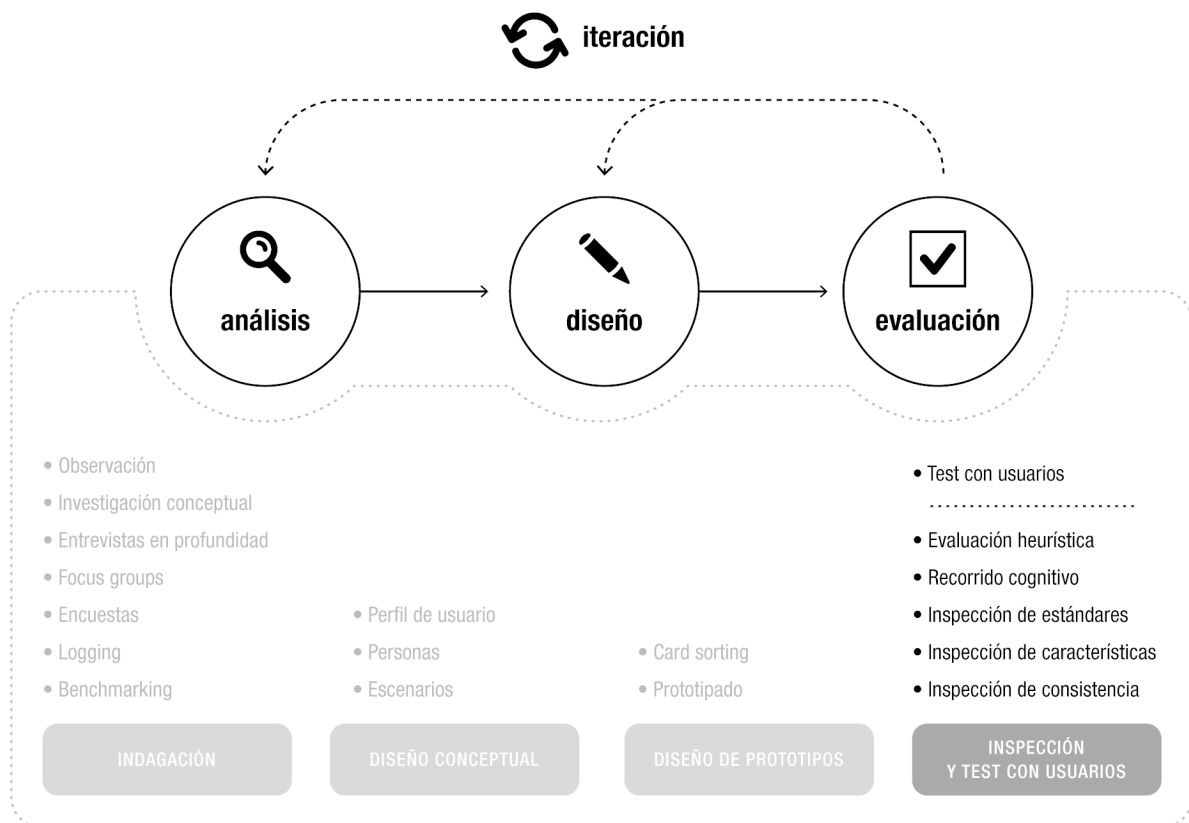 iteración
análisis
diseño
evaluación
• Observación
• Investigación conceptual
• Entrevistas en profundidad
• Focus groups
• Encuestas
• Logging
• Benchmarking
INDAGACIÓN
• Perfil de usuario
• Personas
• Escenarios
DISEÑO CONCEPTUAL
• Card sorting
• Prototipado
DISEÑO DE PROTOTIPOS
• Test con usuarios
• Evaluación heurística
• Recorrido cognitivo
• Inspección de estándares
• Inspección de características
• Inspección de consistencia
INSPECCIÓN
Y TEST CON USUARIOS